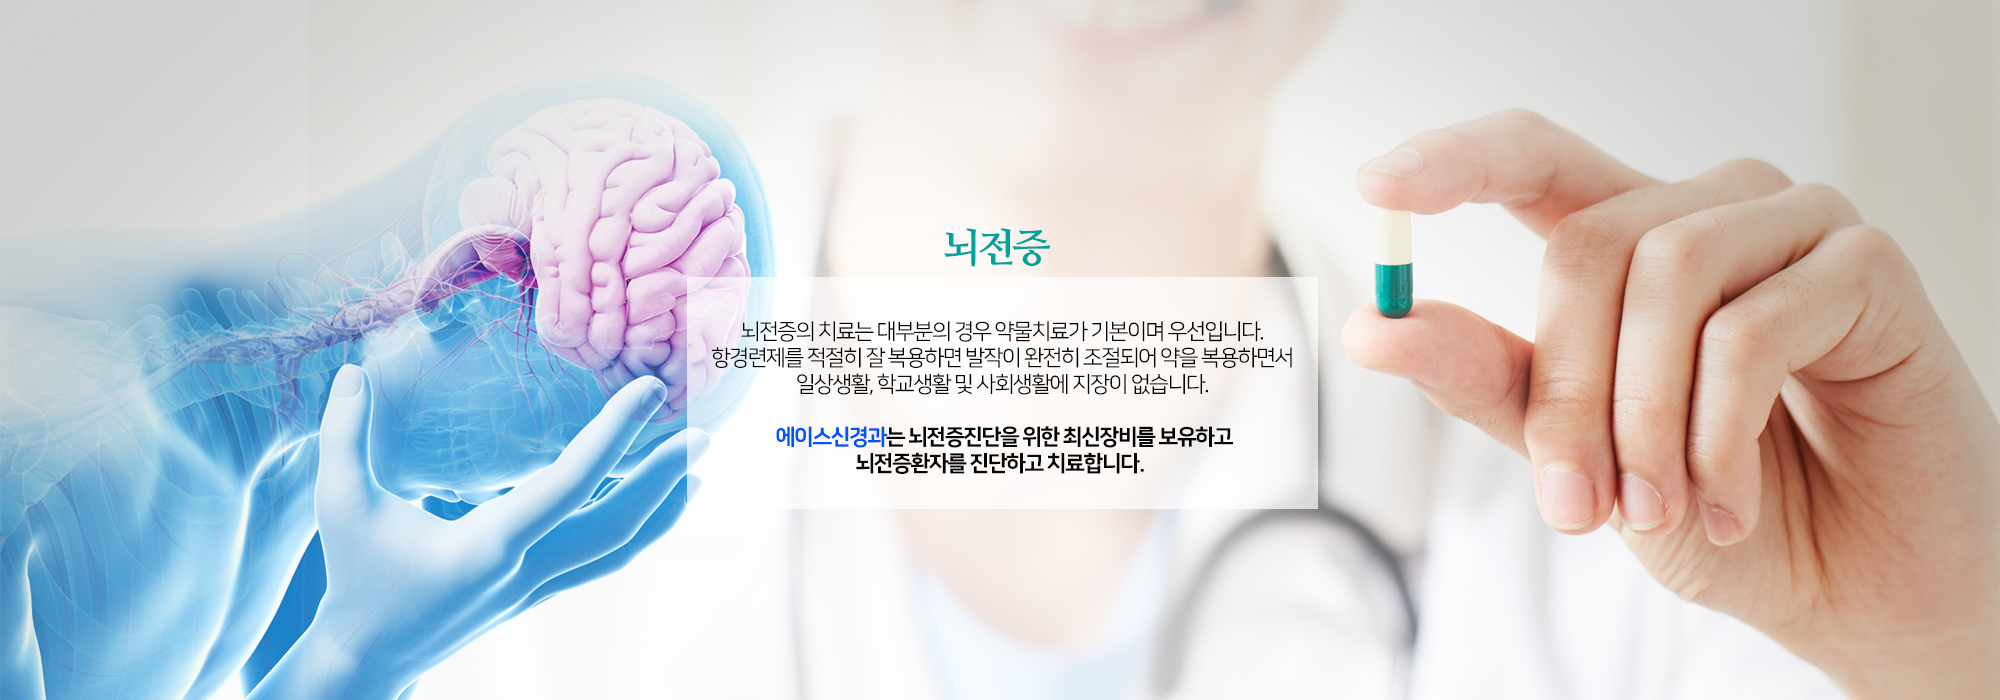 뇌전증
뇌전증의 치료는 대부분의 경우 약물치료가 기본이며 우선입니다.
항경련제를 적절히 잘 복용하면 발작이 완전히 조절되어 약을 복용하면서
일상생활, 학교생활 및 사회생활에 지장이 없습니다.
에이스신경과는 뇌전증진단을 위한 최신장비를 보유하고
뇌전증환자를 진단하고 치료합니다.